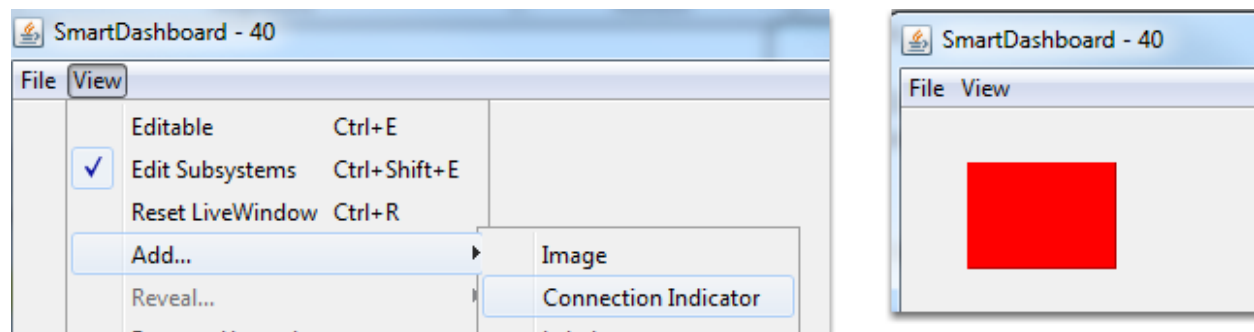 SmartDashboard - 40
File View
Editable Ctrl+E
Edit Subsystems Ctrl+Shift+E
Reset LiveWindow Ctrl+R
Add...
Image
Reveal...
Connection Indicator
SmartDashboard - 40
File View